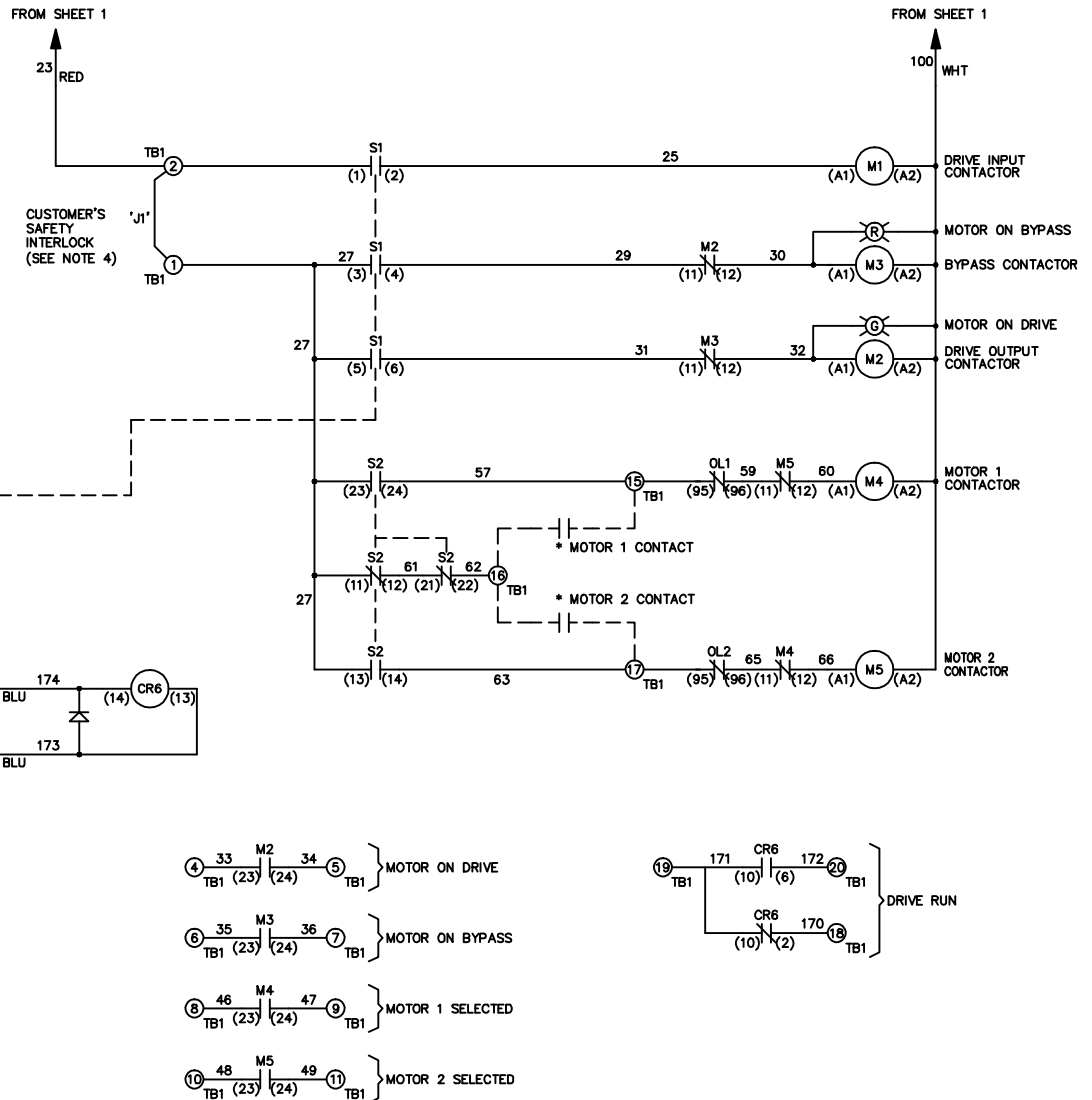 FROM SHEET 1
FROM SHEET 1
23
RED
100
WHT
TB1
2
S1
(1)
(2)
25
(A1)
M1
(A2)
DRIVE INPUT
CONTACTOR
CUSTOMER'S
SAFETY
INTERLOCK
(SEE NOTE 4)
'J1'
1
TB1
27
S1
(3)
(4)
29
M2
(11)
(12)
30
R
MOTOR ON BYPASS
(A1)
M3
(A2)
BYPASS CONTACTOR
27
S1
(5)
(6)
31
M3
(11)
(12)
32
G
MOTOR ON DRIVE
(A1)
M2
(A2)
DRIVE OUTPUT
CONTACTOR
S2
(23)
(24)
57
15
TB1
OL1
(95)
(96)
59
M5
(11)
(12)
60
(A1)
M4
(A2)
MOTOR 1
CONTACTOR
* MOTOR 1 CONTACT
27
S2
(11)
(12)
61
S2
(21)
(22)
62
16
TB1
* MOTOR 2 CONTACT
S2
(13)
(14)
63
17
TB1
OL2
(95)
(96)
65
M4
(11)
(12)
66
(A1)
M5
(A2)
MOTOR 2
CONTACTOR
174
BLU
(14)
CR6
(13)
173
BLU
4
TB1
33
M2
(23)
(24)
34
5
TB1
MOTOR ON DRIVE
6
TB1
35
M3
(23)
(24)
36
7
TB1
MOTOR ON BYPASS
8
TB1
46
M4
(23)
(24)
47
9
TB1
MOTOR 1 SELECTED
10
TB1
48
M5
(23)
(24)
49
11
TB1
MOTOR 2 SELECTED
19
TB1
171
CR6
(10)
(6)
172
20
TB1
DRIVE RUN
CR6
(10)
(2)
170
18
TB1